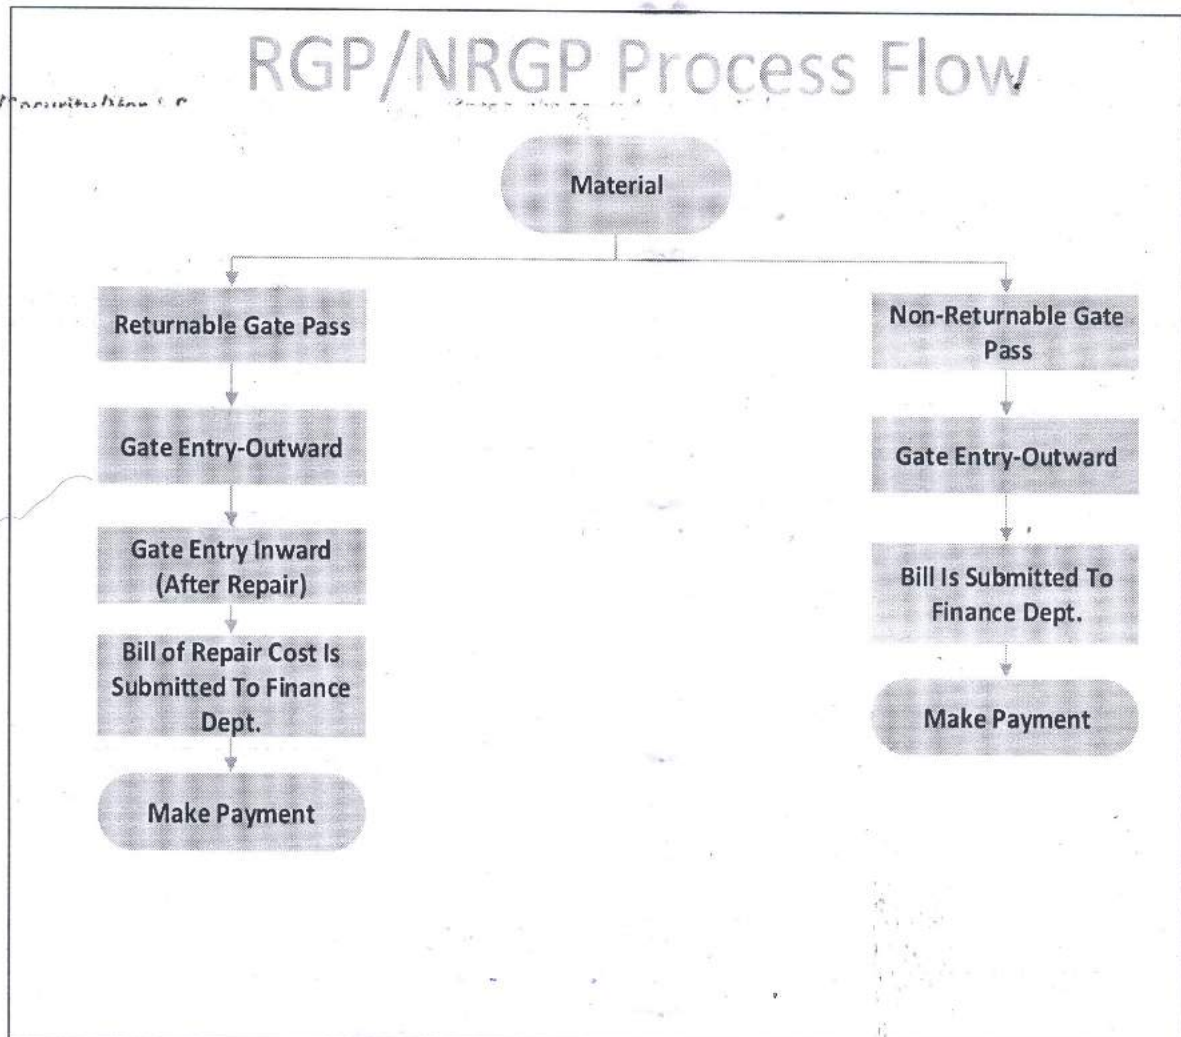 RGP/NRGP Process Flow
Material
Returnable Gate Pass
Gate Entry-Outward
Gate Entry Inward
(After Repair)
Bill of Repair Cost Is
Submitted To Finance
Dept.
Make Payment
Non-Returnable Gate
Pass
Gate Entry-Outward
Bill Is Submitted To
Finance Dept.
Make Payment